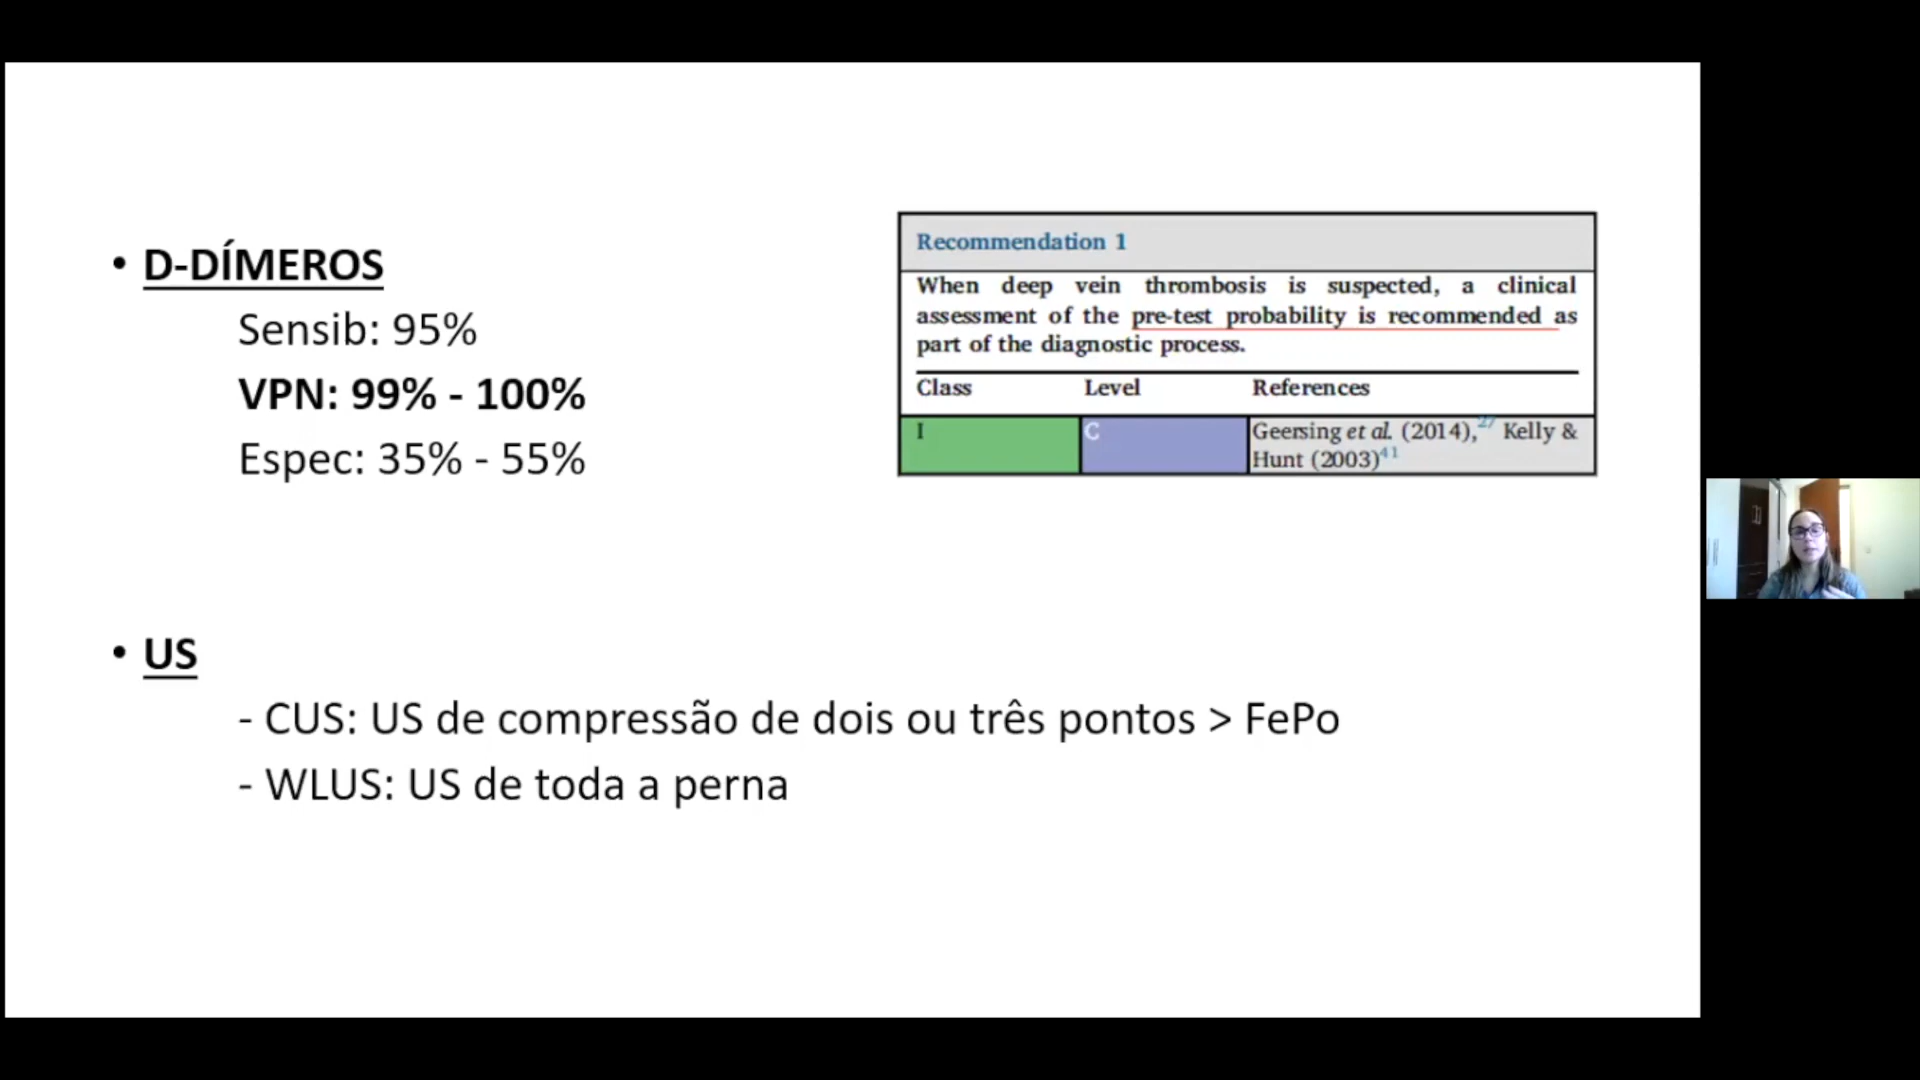 • D-DÍMEROS
Sensib: 95%
VPN: 99% - 100%
Espec: 35% - 55%
Recommendation 1
When deep vein thrombosis is suspected, a clinical
assessment of the pre-test probability is recommended as
part of the diagnostic process.
Class Level References
I C Geersing et al. (2014),27 Kelly &
Hunt (2003)41
• US
- CUS: US de compressão de dois ou três pontos > FePo
- WLUS: US de toda a perna